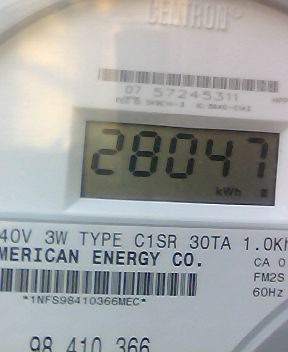 CENTRON®
07 57245311
28047
kWh
40V 3W TYPE C1SR 30TA 1.0Kh
MERICAN ENERGY CO.
CA 0
FM2S
60Hz
*1NFS98410366MEC*
98 410 366